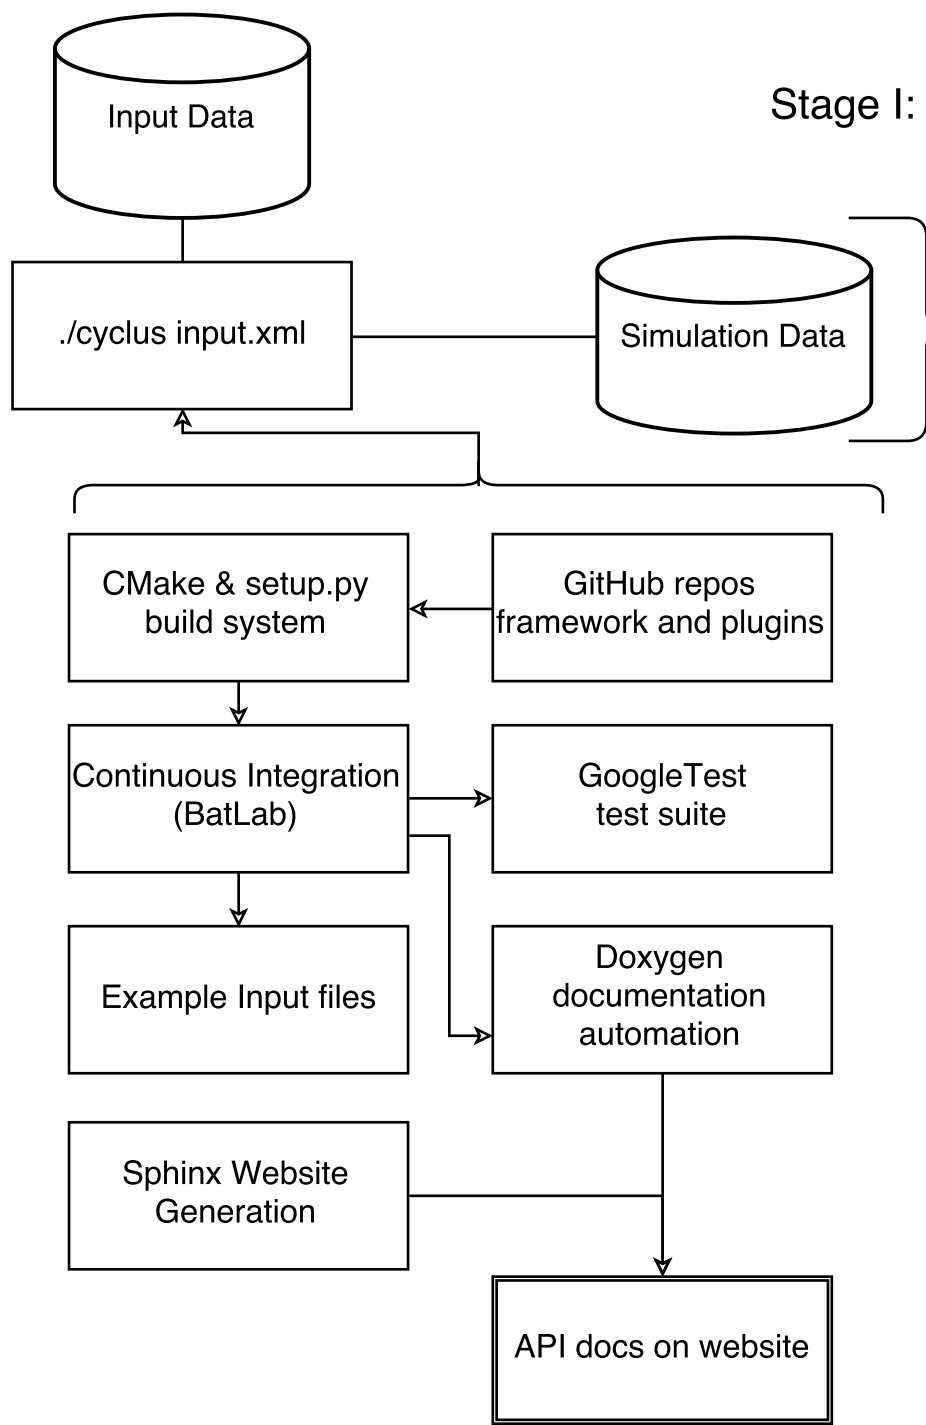 Input Data
Stage I:
./cyclus input.xml
Simulation Data
CMake & setup.py
build system
GitHub repos
framework and plugins
Continuous Integration
(BatLab)
GoogleTest
test suite
Example Input files
Doxygen
documentation
automation
Sphinx Website
Generation
API docs on website